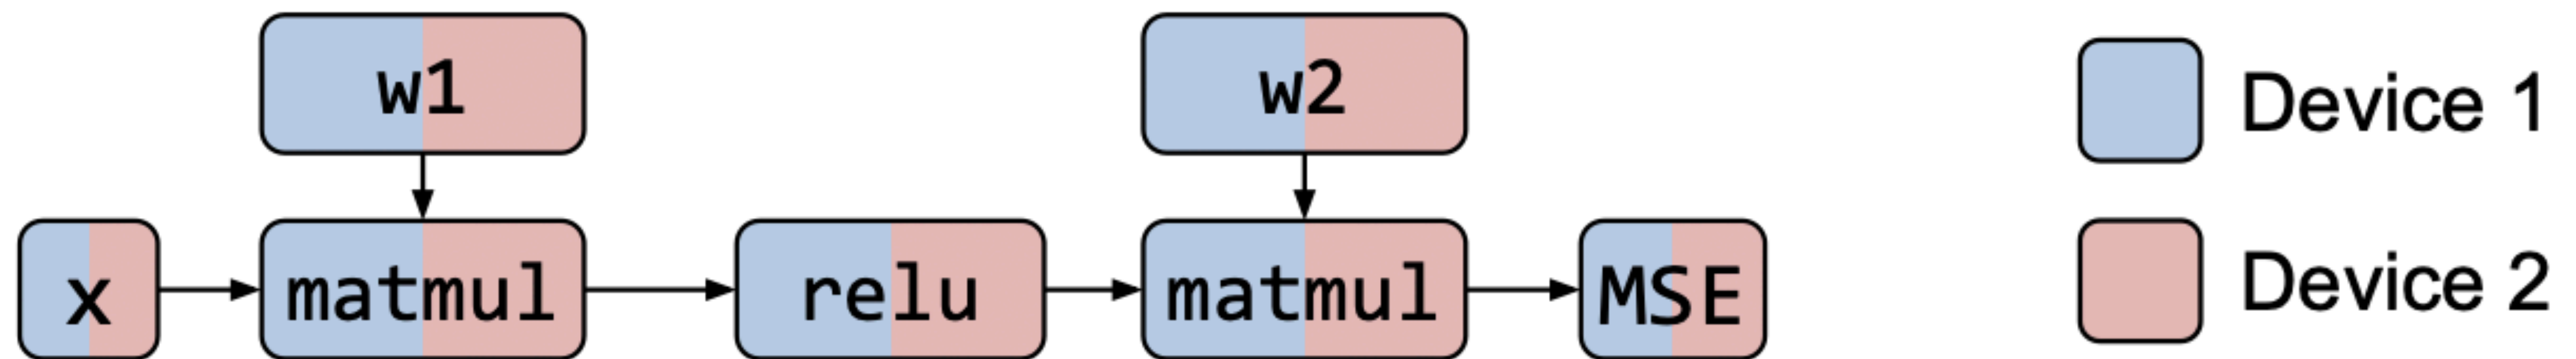 w1
w2
Device 1
x
matmul
relu
matmul
MSE
Device 2